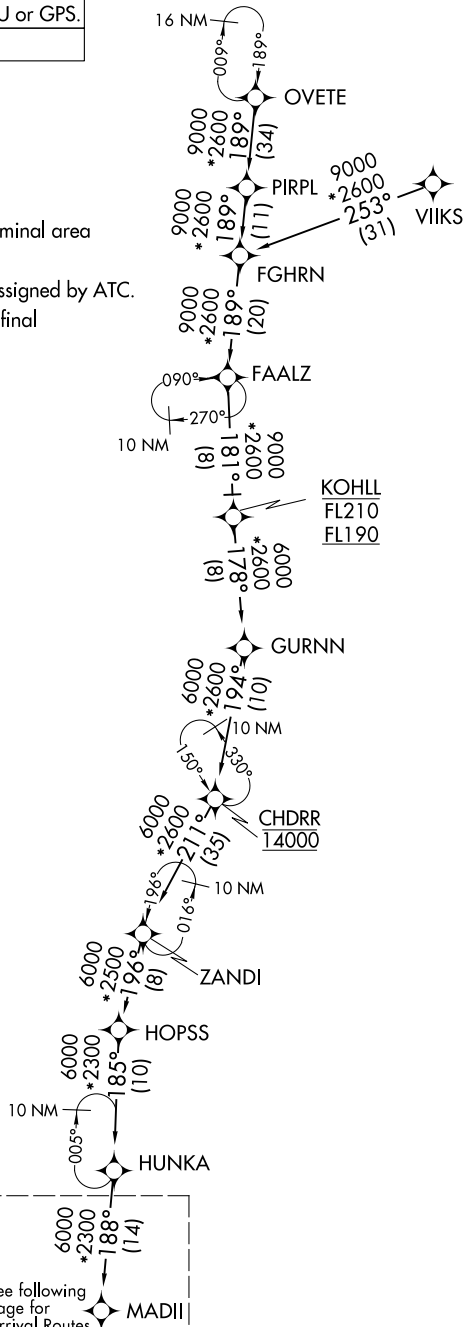 U or GPS.
16 NM
009°
189°
OVETE
9000
*2600
189°
(34)
PIRPL
9000
*2600
VIIKS
253°
(31)
9000
*2600
189°
(11)
minal area
FGHRN
ssigned by ATC.
final
9000
*2600
189°
(20)
FAALZ
090°
270°
10 NM
9000
*2600
181°
(8)
KOHLL
FL210
FL190
6000
*2600
178°
(8)
GURNN
6000
*2600
194°
(10)
10 NM
150°
330°
CHDRR
14000
6000
*2600
211°
(35)
196°
10 NM
016°
ZANDI
6000
*2500
196°
(8)
HOPSS
6000
*2300
185°
(10)
10 NM
005°
HUNKA
6000
*2300
188°
(14)
ee following
age for
rrival Routes
MADII